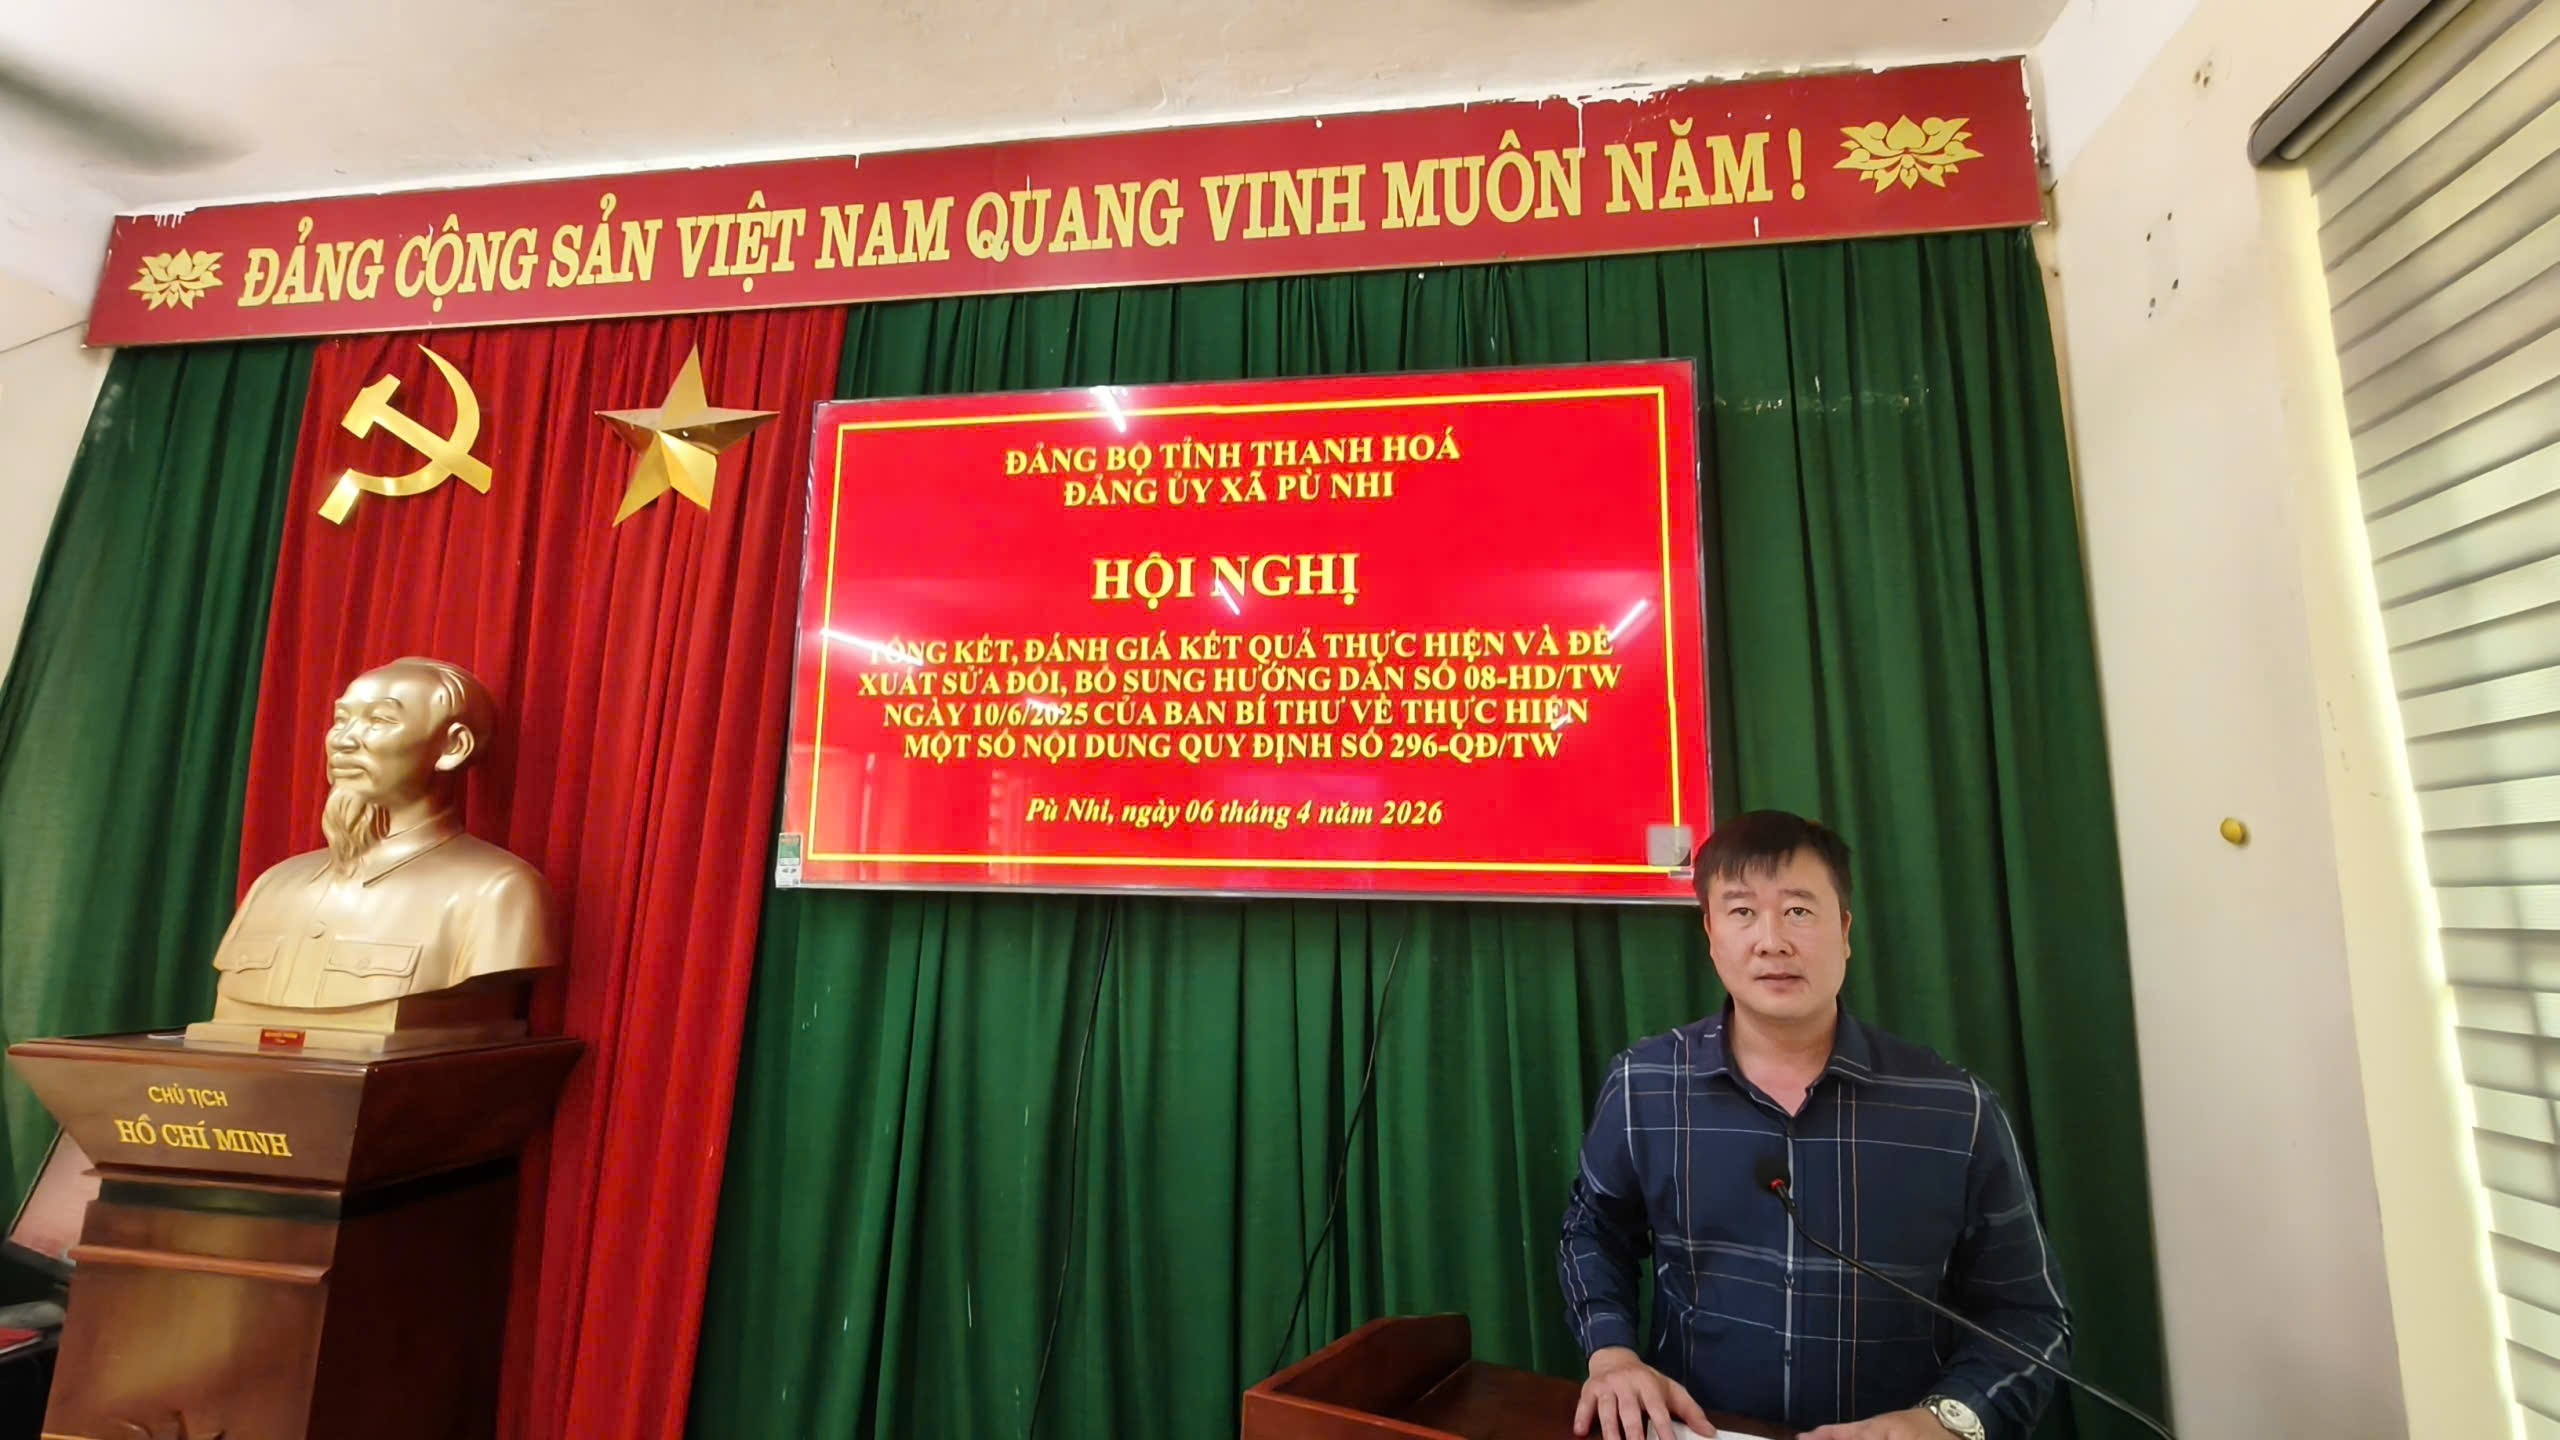 ĐẢNG CỘNG SẢN VIỆT NAM QUANG VINH MUÔN NĂM !
ĐẢNG BỘ TỈNH THANH HOÁ
ĐẢNG ỦY XÃ PÙ NHI
HỘI NGHỊ
TỔNG KẾT, ĐÁNH GIÁ KẾT QUẢ THỰC HIỆN VÀ ĐỀ
XUẤT SỬA ĐỔI, BỔ SUNG HƯỚNG DẪN SỐ 08-HD/TW
NGÀY 10/6/2025 CỦA BAN BÍ THƯ VỀ THỰC HIỆN
MỘT SỐ NỘI DUNG QUY ĐỊNH SỐ 296-QĐ/TW
Pù Nhi, ngày 06 tháng 4 năm 2026
CHỦ TỊCH
HỒ CHÍ MINH